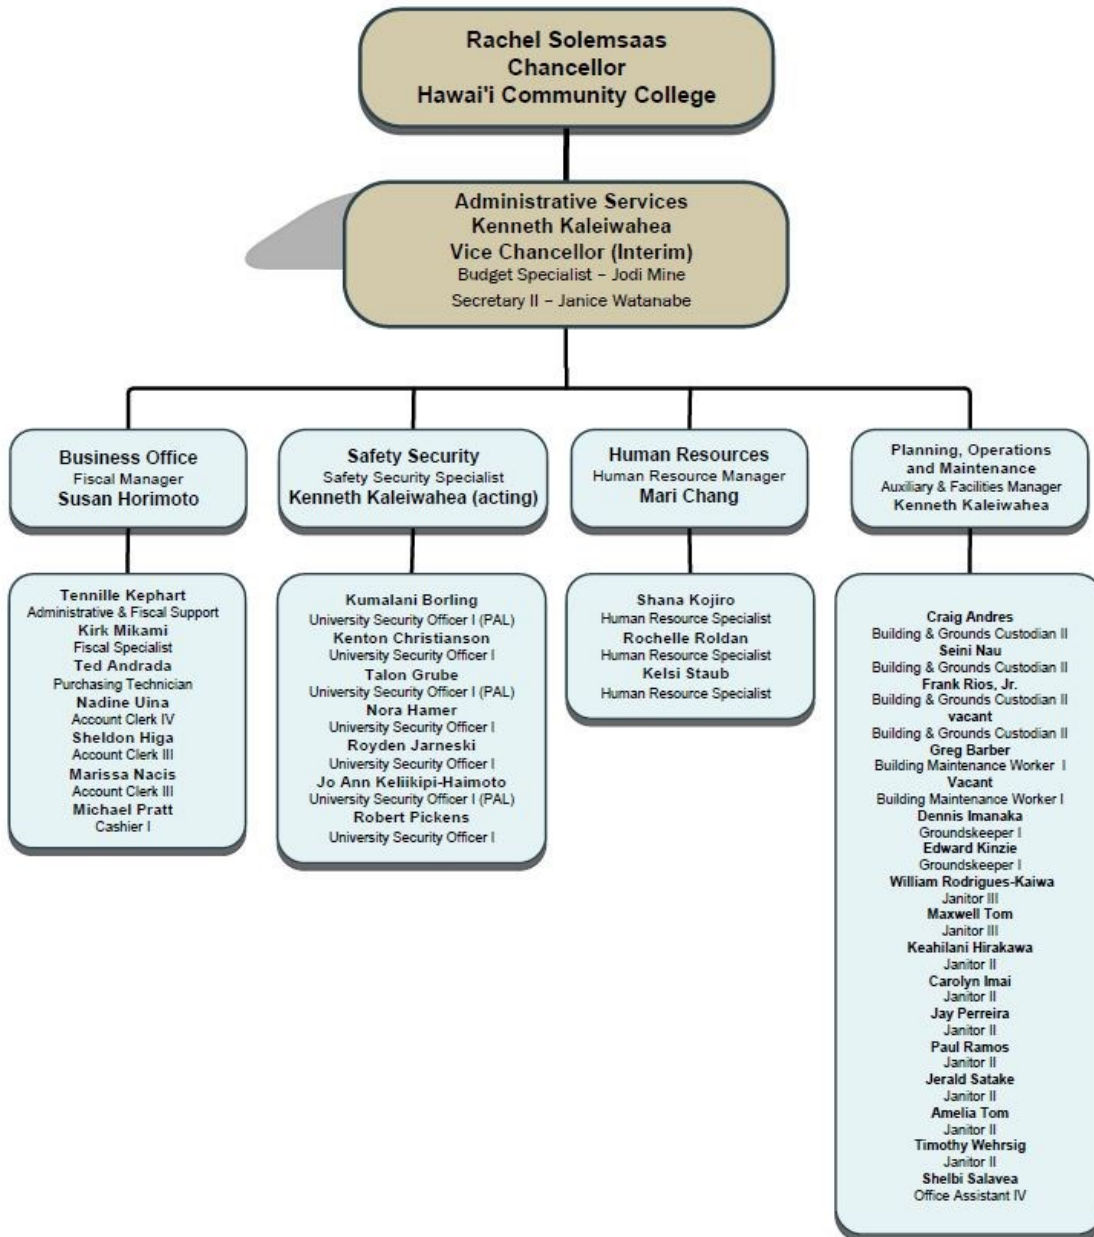 Rachel Solemsaas
Chancellor
Hawai'i Community College
Administrative Services
Kenneth Kaleiwahea
Vice Chancellor (Interim)
Budget Specialist – Jodi Mine
Secretary II – Janice Watanabe
Business Office
Fiscal Manager
Susan Horimoto
Safety Security
Safety Security Specialist
Kenneth Kaleiwahea (acting)
Human Resources
Human Resource Manager
Mari Chang
Planning, Operations
and Maintenance
Auxiliary & Facilities Manager
Kenneth Kaleiwahea
Tennille Kephart
Administrative & Fiscal Support
Kirk Mikami
Fiscal Specialist
Ted Andrada
Purchasing Technician
Nadine Uina
Account Clerk IV
Sheldon Higa
Account Clerk III
Marissa Nacis
Account Clerk III
Michael Pratt
Cashier I
Kumalani Borling
University Security Officer I (PAL)
Kenton Christianson
University Security Officer I
Talon Grube
University Security Officer I (PAL)
Nora Hamer
University Security Officer I
Royden Jarneski
University Security Officer I
Jo Ann Keliikipi-Haimoto
University Security Officer I (PAL)
Robert Pickens
University Security Officer I
Shana Kojiro
Human Resource Specialist
Rochelle Roldan
Human Resource Specialist
Kelsi Staub
Human Resource Specialist
Craig Andres
Building & Grounds Custodian II
Seini Nau
Building & Grounds Custodian II
Frank Rios, Jr.
Building & Grounds Custodian II
vacant
Building & Grounds Custodian II
Greg Barber
Building Maintenance Worker I
Vacant
Building Maintenance Worker I
Dennis Imanaka
Groundskeeper I
Edward Kinzie
Groundskeeper I
William Rodrigues-Kaiwa
Janitor III
Maxwell Tom
Janitor III
Keahilani Hirakawa
Janitor II
Carolyn Imai
Janitor II
Jay Perreira
Janitor II
Paul Ramos
Janitor II
Jerald Satake
Janitor II
Amelia Tom
Janitor II
Timothy Wehrsig
Janitor II
Shelbi Salavea
Office Assistant IV